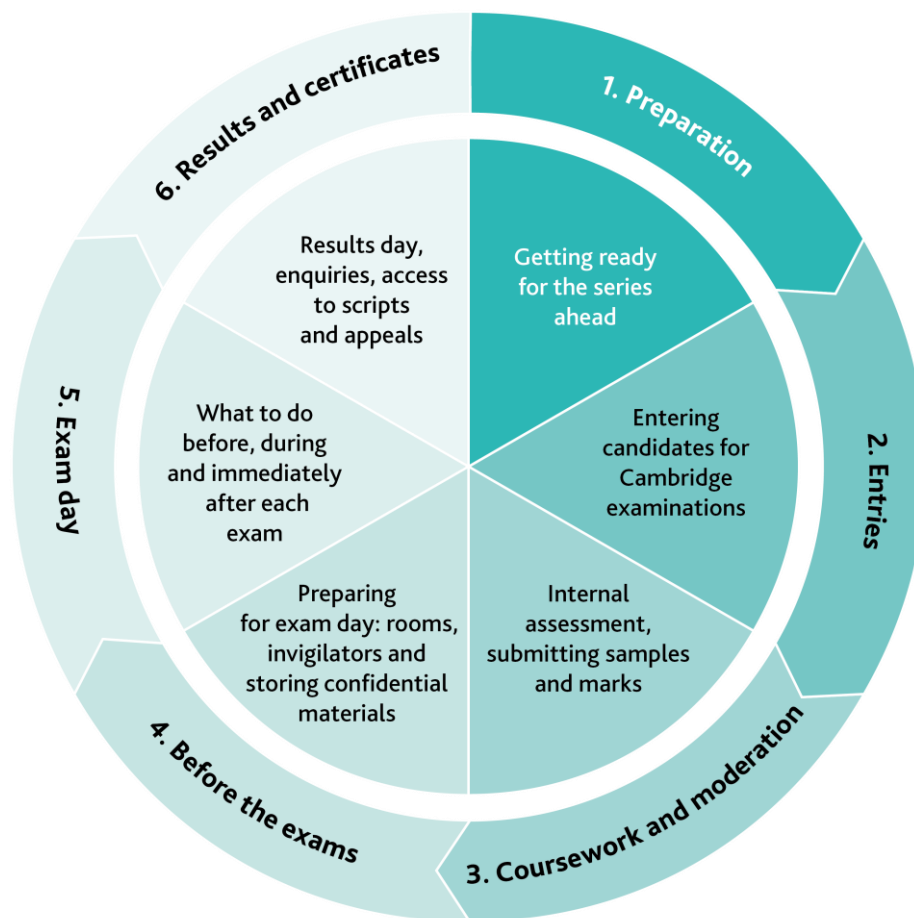 1. Preparation
Getting ready
for the series
ahead
2. Entries
Entering
candidates for
Cambridge
examinations
3. Coursework and moderation
Internal
assessment,
submitting samples
and marks
4. Before the exams
Preparing
for exam day: rooms,
invigilators and
storing confidential
materials
5. Exam day
What to do
before, during
and immediately
after each
exam
6. Results and certificates
Results day,
enquiries, access
to scripts
and appeals